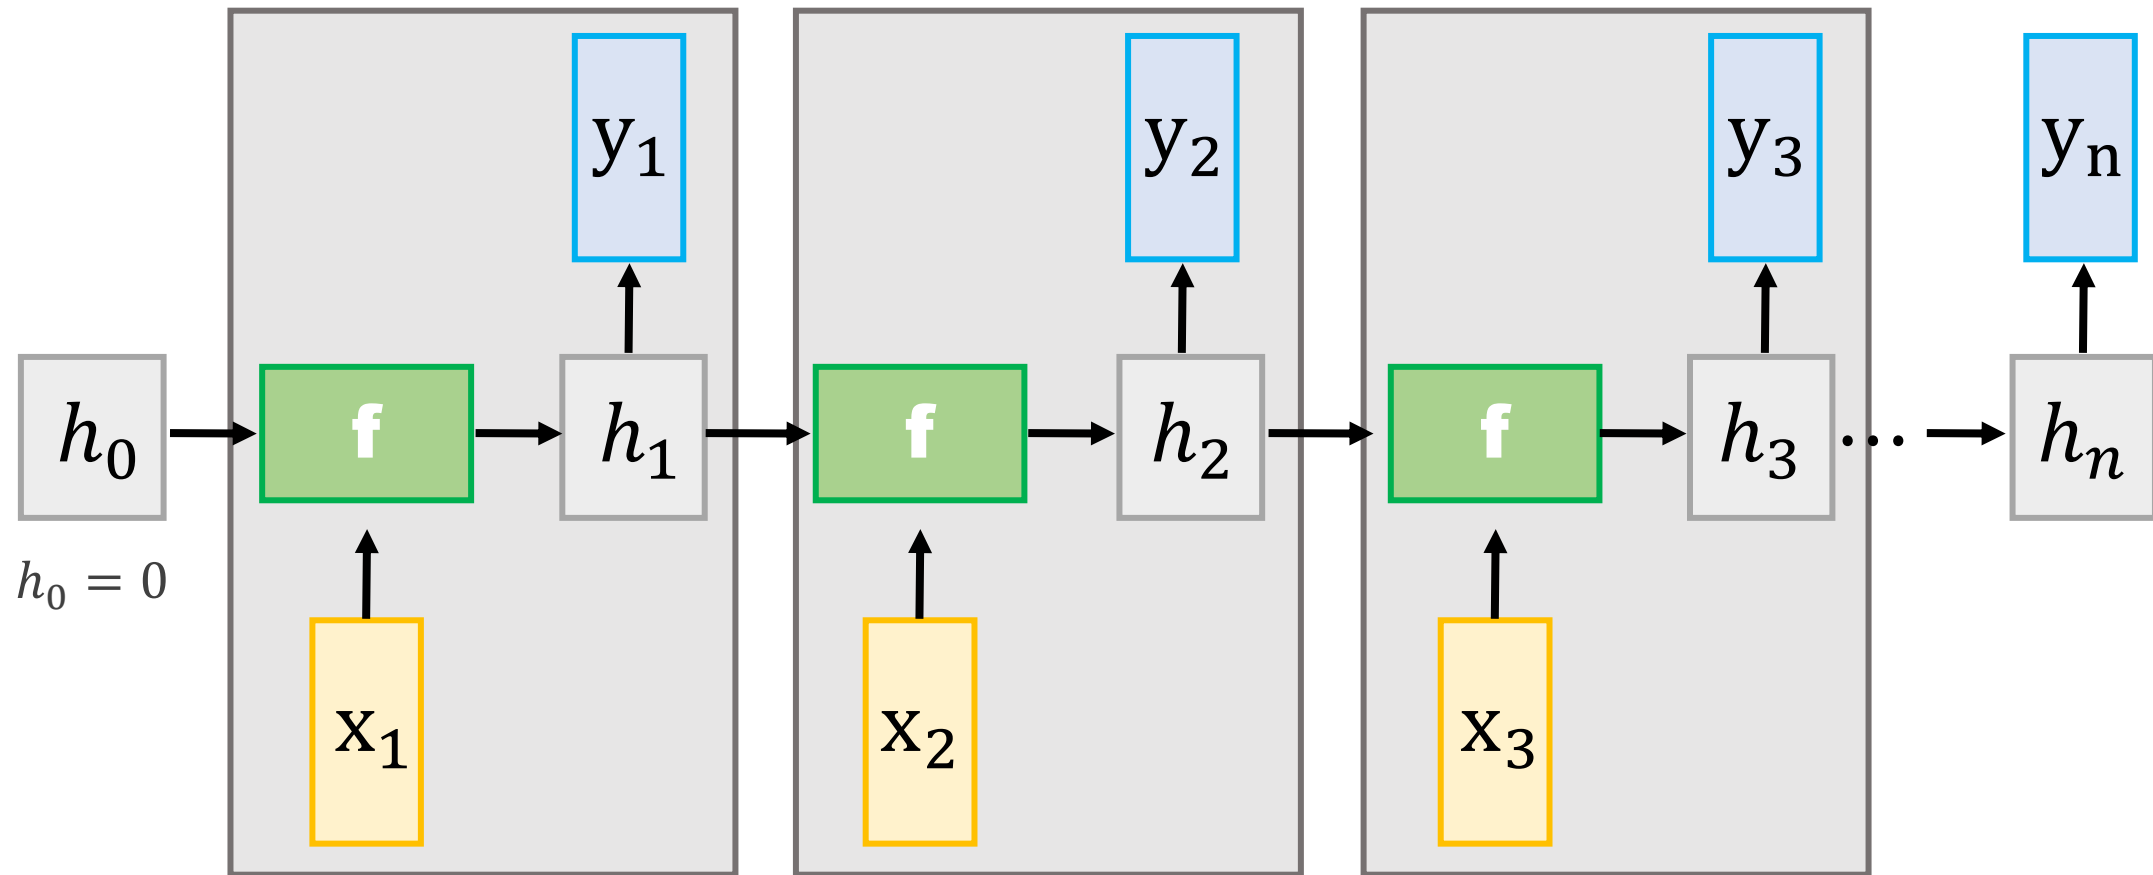 y₁ y₂ y₃ yₙ
h₀ f h₁ f h₂ f h₃ ... hₙ
h₀ = 0
x₁ x₂ x₃